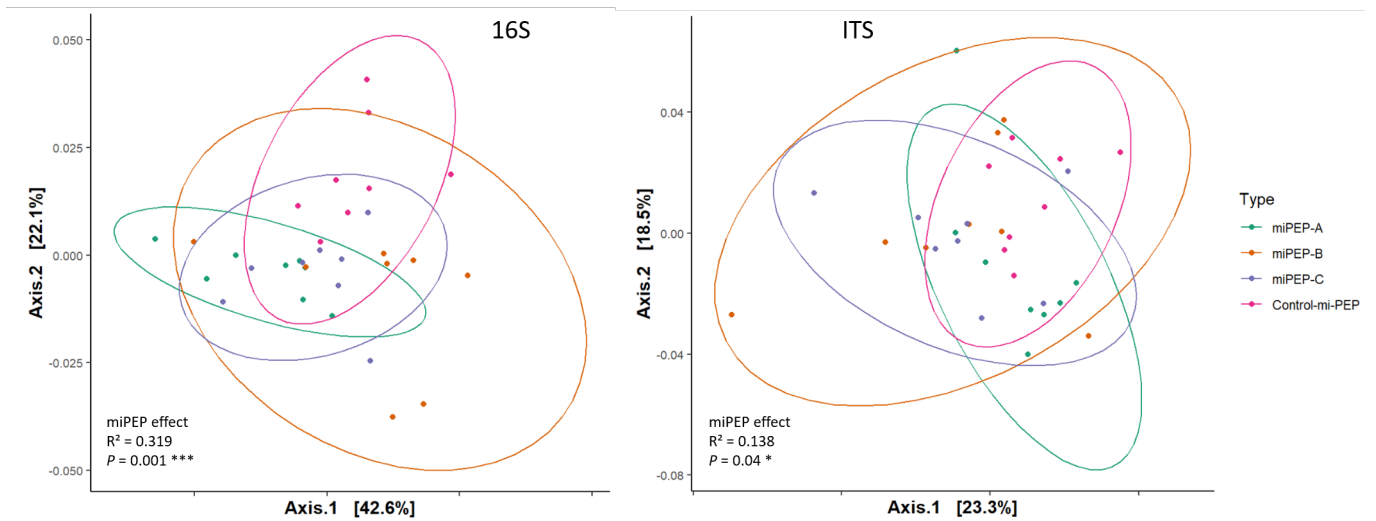 16S
0.050
0.025
0.000
-0.025
-0.050
Axis.2 [22.1%]
miPEP effect
R² = 0.319
P = 0.001 ***
Axis.1 [42.6%]
ITS
0.04
0.00
-0.04
-0.08
Axis.2 [18.5%]
miPEP effect
R² = 0.138
P = 0.04 *
Axis.1 [23.3%]
Type
miPEP-A
miPEP-B
miPEP-C
Control-mi-PEP